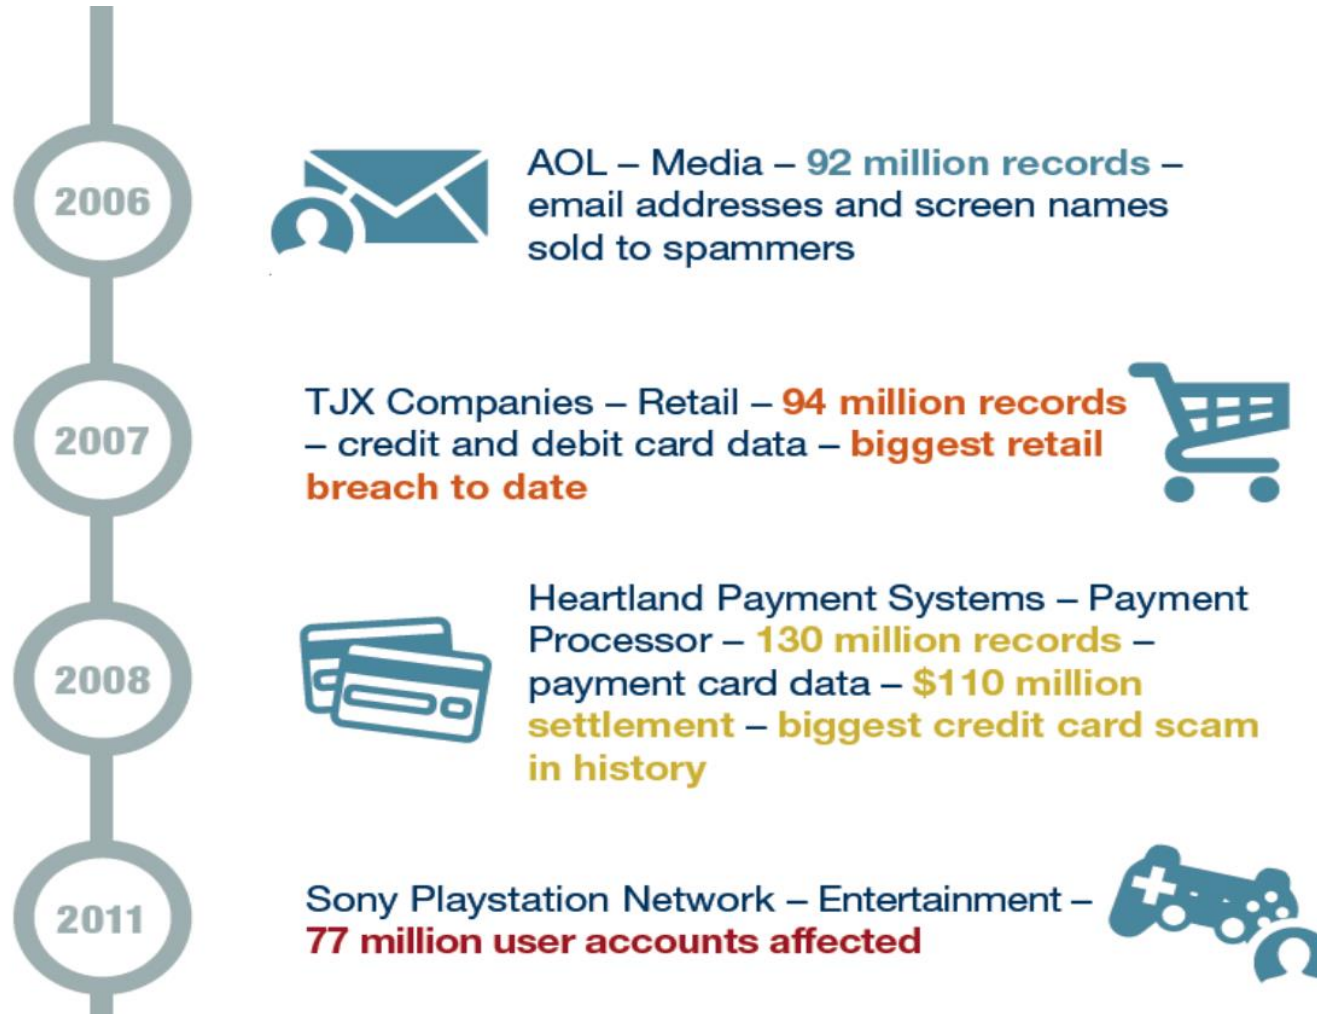 2006
AOL – Media – 92 million records –
email addresses and screen names
sold to spammers
2007
TJX Companies – Retail – 94 million records
– credit and debit card data – biggest retail
breach to date
2008
Heartland Payment Systems – Payment
Processor – 130 million records –
payment card data – $110 million
settlement – biggest credit card scam
in history
2011
Sony Playstation Network – Entertainment –
77 million user accounts affected